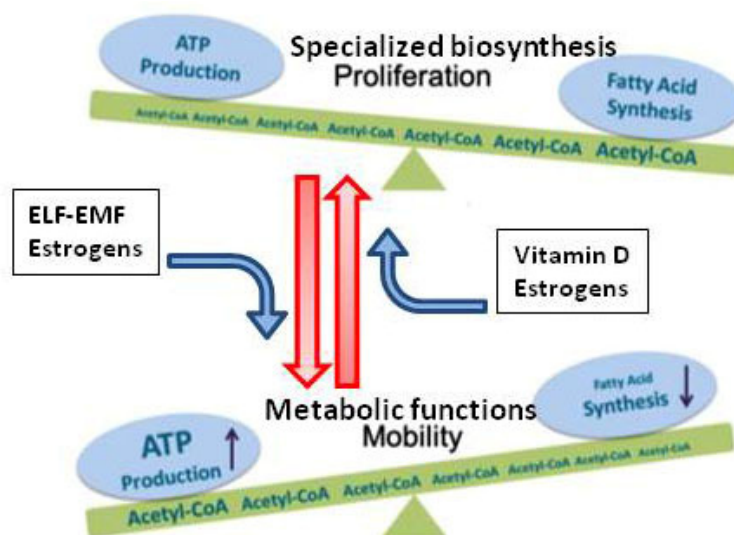 ATP
Production
Specialized biosynthesis
Proliferation
Fatty Acid
Synthesis
Acetyl-CoA Acetyl-CoA Acetyl-CoA Acetyl-CoA Acetyl-CoA Acetyl-CoA Acetyl-CoA
ELF-EMF
Estrogens
Vitamin D
Estrogens
Metabolic functions
Mobility
Fatty Acid
Synthesis
ATP
Production
Acetyl-CoA Acetyl-CoA Acetyl-CoA Acetyl-CoA Acetyl-CoA Acetyl-CoA Acetyl-CoA